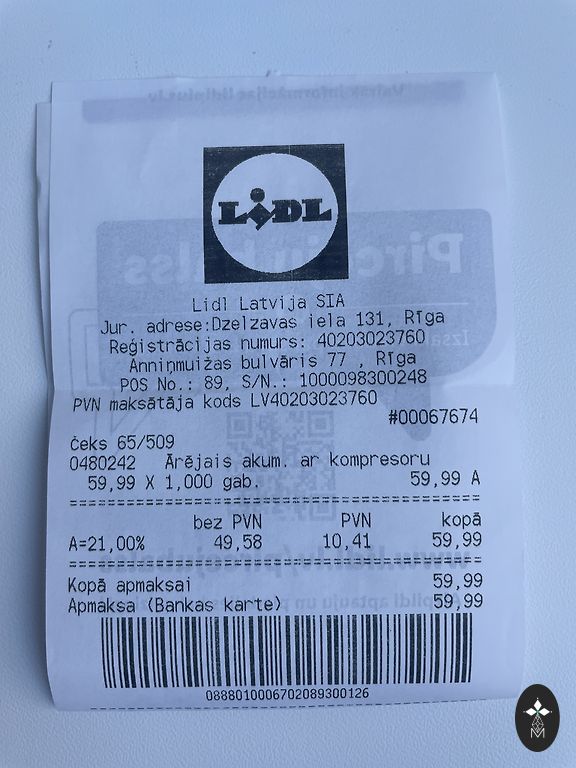 LIDL
Lidl Latvija SIA
Jur. adrese:Dzelzavas iela 131, Rīga
Reģistrācijas numurs: 40203023760
Anniņmuižas bulvāris 77 , Rīga
POS No.: 89, S/N.: 1000098300248
PVN maksātāja kods LV40203023760
#00067674
čeks 65/509
0480242 Ārējais akum. ar kompresoru
59,99 X 1,000 gab. 59,99 A
bez PVN PVN kopā
A=21,00% 49,58 10,41 59,99
Kopā apmaksai 59,99
Apmaksa (Bankas karte) 59,99
0888010006702089300126
M